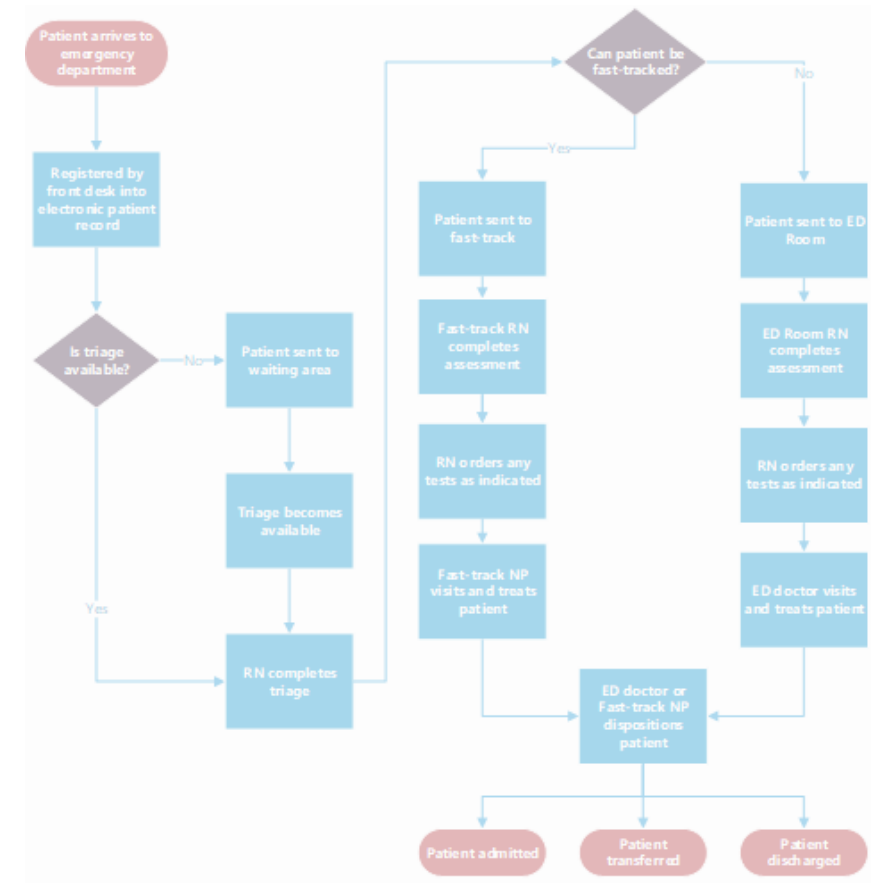 Patient arrives to
emergency
department
Registered by
front desk into
electronic patient
record
Is triage
available?
No
Yes
Patient sent to
waiting area
Triage becomes
available
RN completes
triage
Can patient be
fast-tracked?
Yes
No
Patient sent to
fast-track
Fast-track RN
completes
assessment
RN orders any
tests as indicated
Fast-track NP
visits and treats
patient
Patient sent to ED
Room
ED Room RN
completes
assessment
RN orders any
tests as indicated
ED doctor visits
and treats patient
ED doctor or
Fast-track NP
dispositions
patient
Patient admitted
Patient
transferred
Patient
discharged